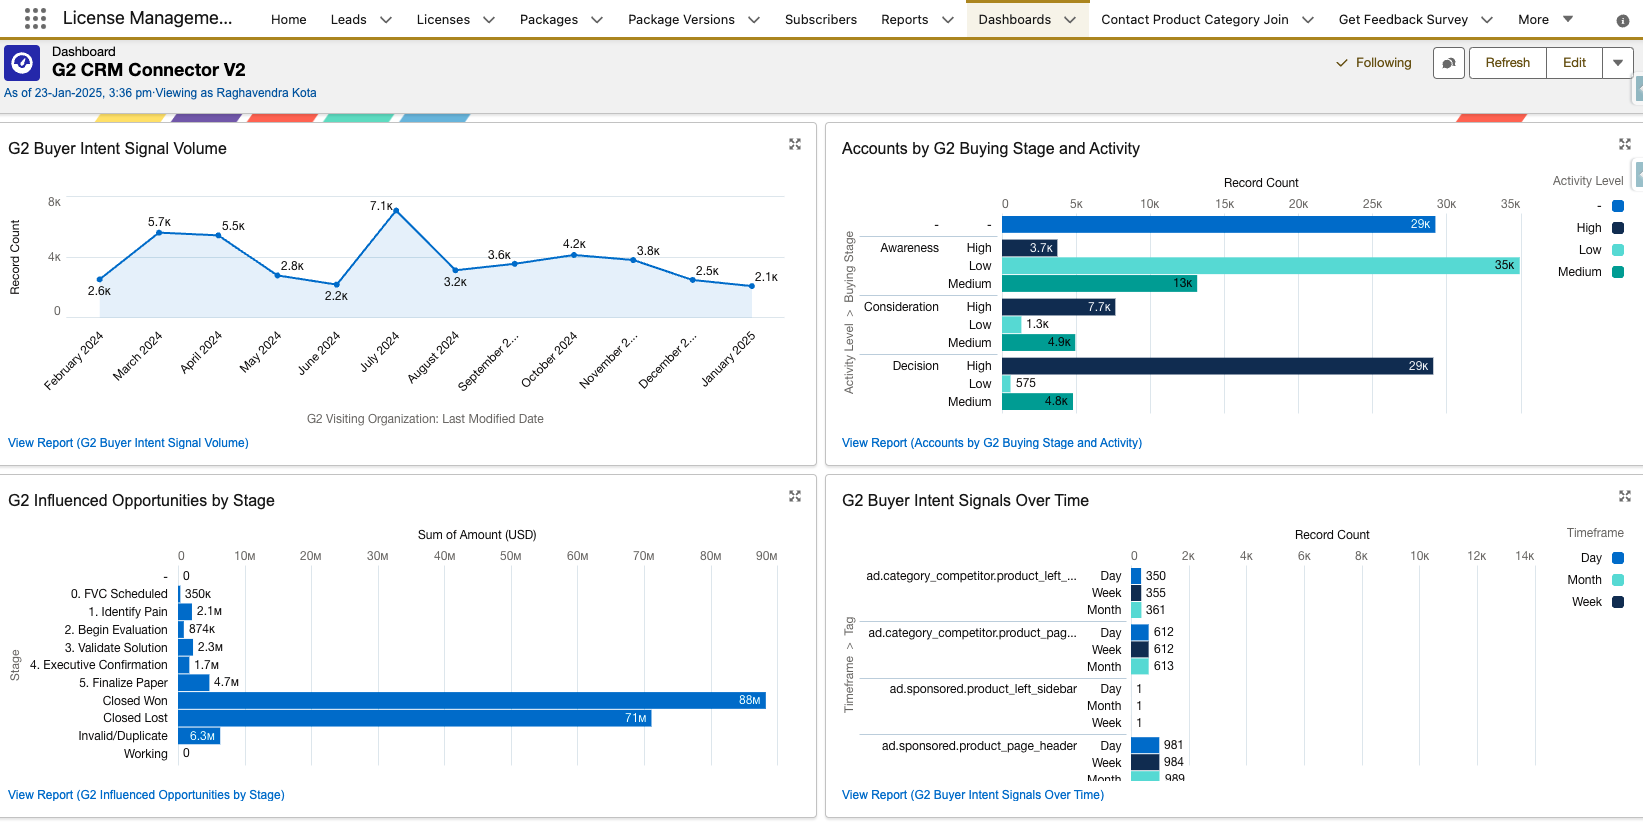 License Manageme...
Home
Leads
Licenses
Packages
Package Versions
Subscribers
Reports
Dashboards
Contact Product Category Join
Get Feedback Survey
More
Dashboard
G2 CRM Connector V2
As of 23-Jan-2025, 3:36 pm·Viewing as Raghavendra Kota
Following
Refresh
Edit
G2 Buyer Intent Signal Volume
Record Count
8K
4K
0
2.6K
5.7K
5.5K
2.8K
2.2K
7.1K
3.2K
3.6K
4.2K
3.8K
2.5K
2.1K
February 2024
March 2024
April 2024
May 2024
June 2024
July 2024
August 2024
September 2...
October 2024
November 2...
December 2...
January 2025
G2 Visiting Organization: Last Modified Date
View Report (G2 Buyer Intent Signal Volume)
Accounts by G2 Buying Stage and Activity
Record Count
0 5K 10K 15K 20K 25K 30K 35K
Activity Level > Buying Stage
- - 29K
Awareness High 3.7K
Low 35K
Medium 13K
Consideration High 7.7K
Low 1.3K
Medium 4.9K
Decision High 29K
Low 575
Medium 4.8K
Activity Level
-
High
Low
Medium
View Report (Accounts by G2 Buying Stage and Activity)
G2 Influenced Opportunities by Stage
Sum of Amount (USD)
0 10M 20M 30M 40M 50M 60M 70M 80M 90M
Stage
- 0
0. FVC Scheduled 350K
1. Identify Pain 2.1M
2. Begin Evaluation 874K
3. Validate Solution 2.3M
4. Executive Confirmation 1.7M
5. Finalize Paper 4.7M
Closed Won 88M
Closed Lost 71M
Invalid/Duplicate 6.3M
Working 0
View Report (G2 Influenced Opportunities by Stage)
G2 Buyer Intent Signals Over Time
Record Count
0 2K 4K 6K 8K 10K 12K 14K
Timeframe > Tag
ad.category_competitor.product_left_... Day 350
Week 355
Month 361
ad.category_competitor.product_pag... Day 612
Week 612
Month 613
ad.sponsored.product_left_sidebar Day 1
Month 1
Week 1
ad.sponsored.product_page_header Day 981
Week 984
Month 989
Timeframe
Day
Month
Week
View Report (G2 Buyer Intent Signals Over Time)